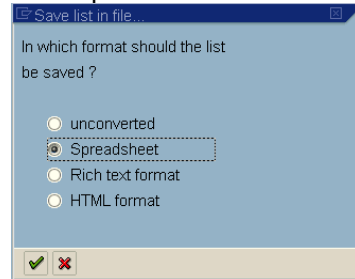 Save list in file...
In which format should the list
be saved ?
unconverted
Spreadsheet
Rich text format
HTML format